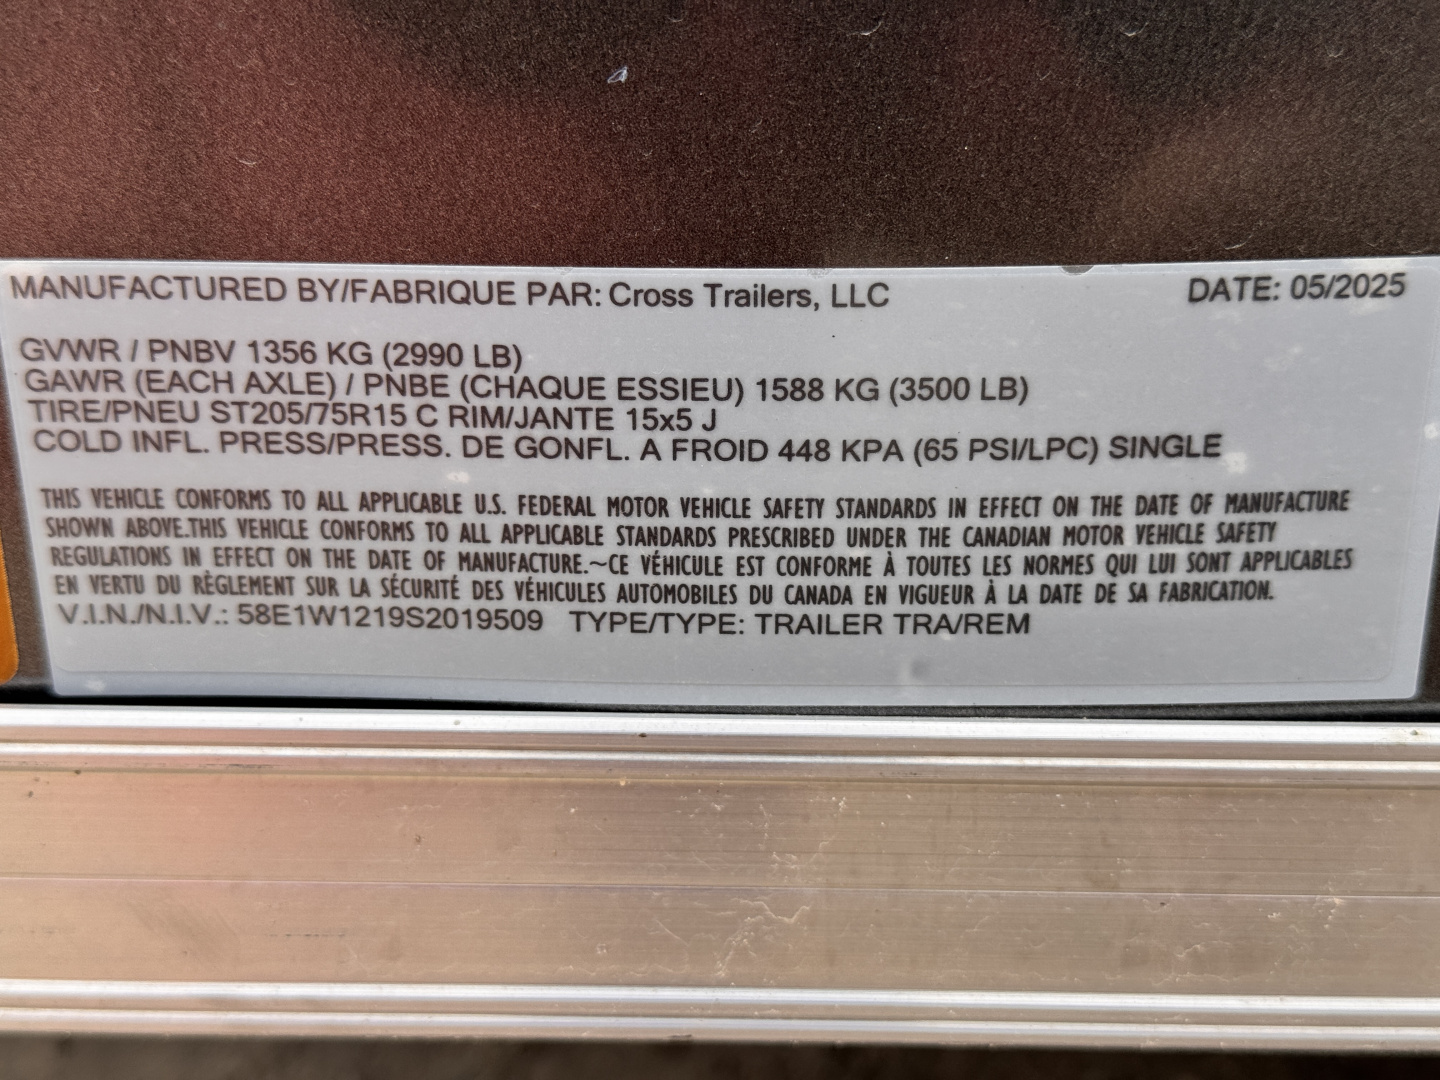 MANUFACTURED BY/FABRIQUE PAR: Cross Trailers, LLC DATE: 05/2025
GVWR / PNBV 1356 KG (2990 LB)
GAWR (EACH AXLE) / PNBE (CHAQUE ESSIEU) 1588 KG (3500 LB)
TIRE/PNEU ST205/75R15 C RIM/JANTE 15x5 J
COLD INFL. PRESS/PRESS. DE GONFL. A FROID 448 KPA (65 PSI/LPC) SINGLE
THIS VEHICLE CONFORMS TO ALL APPLICABLE U.S. FEDERAL MOTOR VEHICLE SAFETY STANDARDS IN EFFECT ON THE DATE OF MANUFACTURE
SHOWN ABOVE.THIS VEHICLE CONFORMS TO ALL APPLICABLE STANDARDS PRESCRIBED UNDER THE CANADIAN MOTOR VEHICLE SAFETY
REGULATIONS IN EFFECT ON THE DATE OF MANUFACTURE.~CE VÉHICULE EST CONFORME À TOUTES LES NORMES QUI LUI SONT APPLICABLES
EN VERTU DU RÈGLEMENT SUR LA SÉCURITÉ DES VÉHICULES AUTOMOBILES DU CANADA EN VIGUEUR À LA DATE DE SA FABRICATION.
V.I.N./N.I.V.: 58E1W1219S2019509 TYPE/TYPE: TRAILER TRA/REM